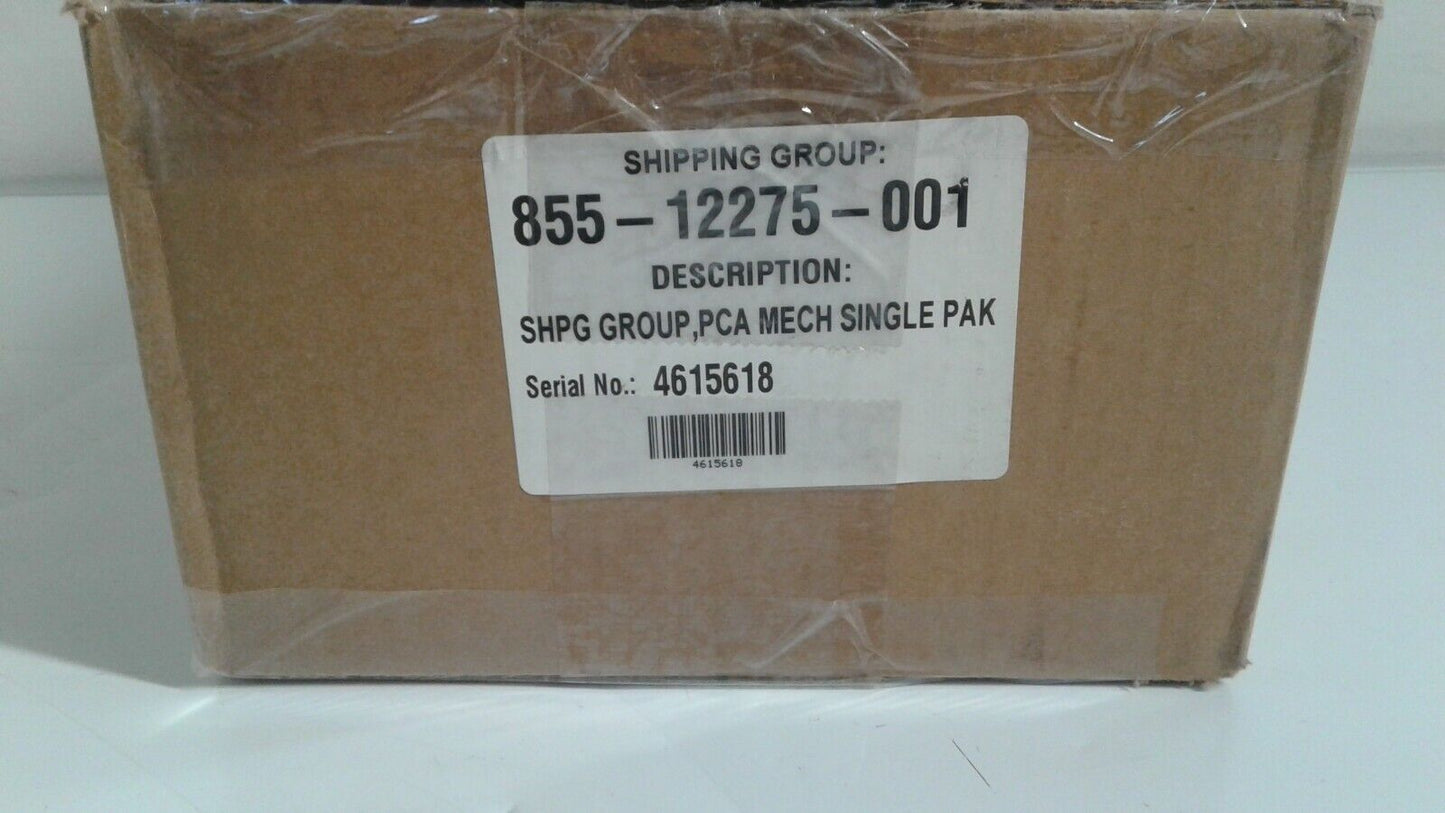 SHIPPING GROUP:
855-12275-001
DESCRIPTION:
SHPG GROUP,PCA MECH SINGLE PAK
Serial No.: 4615618
4615618